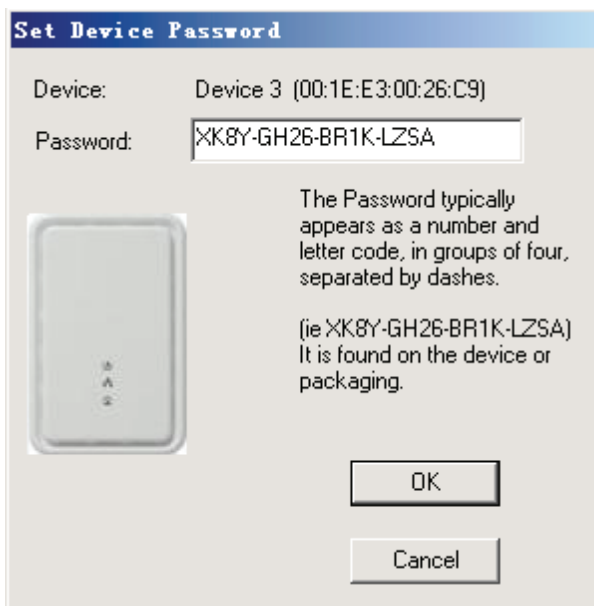 Set Device Password
Device: Device 3 (00:1E:E3:00:26:C9)
Password: XK8Y-GH26-BR1K-LZSA
The Password typically
appears as a number and
letter code, in groups of four,
separated by dashes.
(ie XK8Y-GH26-BR1K-LZSA)
It is found on the device or
packaging.
OK
Cancel